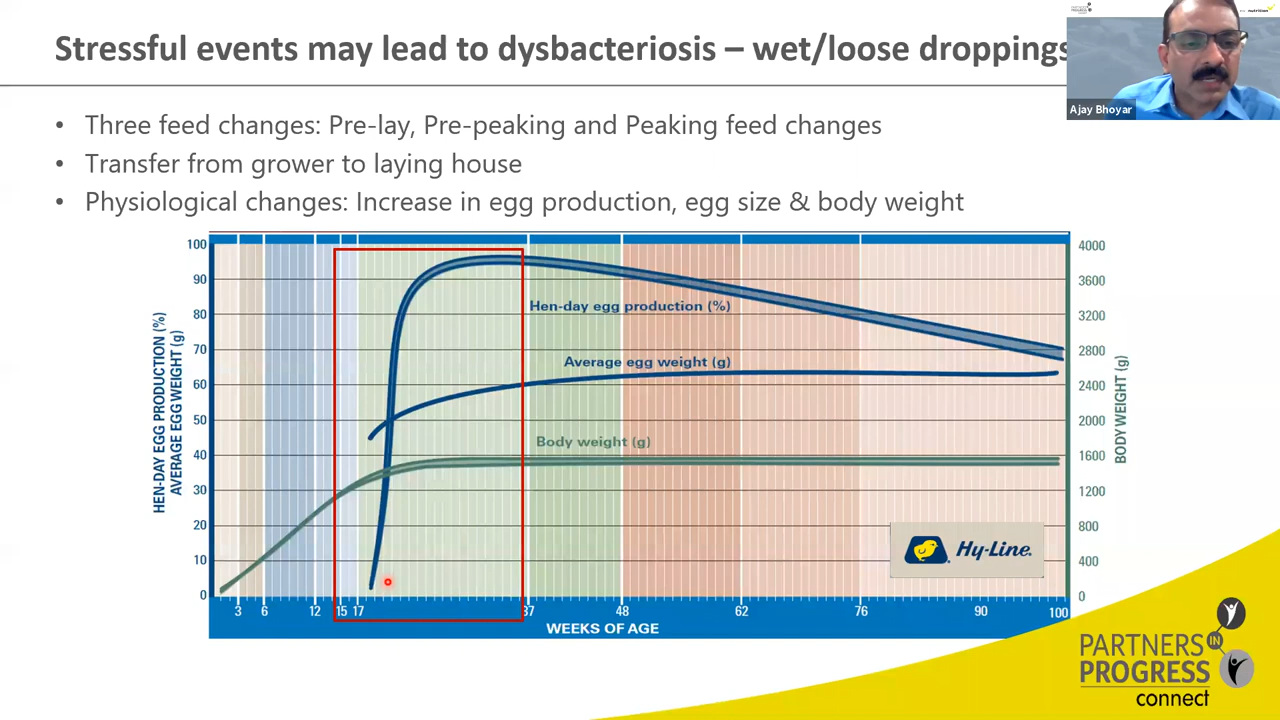 Stressful events may lead to dysbacteriosis – wet/loose droppings
Ajay Bhoyar
• Three feed changes: Pre-lay, Pre-peaking and Peaking feed changes
• Transfer from grower to laying house
• Physiological changes: Increase in egg production, egg size & body weight
HEN-DAY EGG PRODUCTION (%)
AVERAGE EGG WEIGHT (g)
100
90
80
70
60
50
40
30
20
10
0
Hen-day egg production (%)
Average egg weight (g)
Body weight (g)
Hy-Line
4000
3600
3200
2800
2400
2000
1600
1200
800
400
0
BODY WEIGHT (g)
3 6 12 15 17 37 48 62 76 90 100
WEEKS OF AGE
PARTNERS
IN
PROGRESS
connect